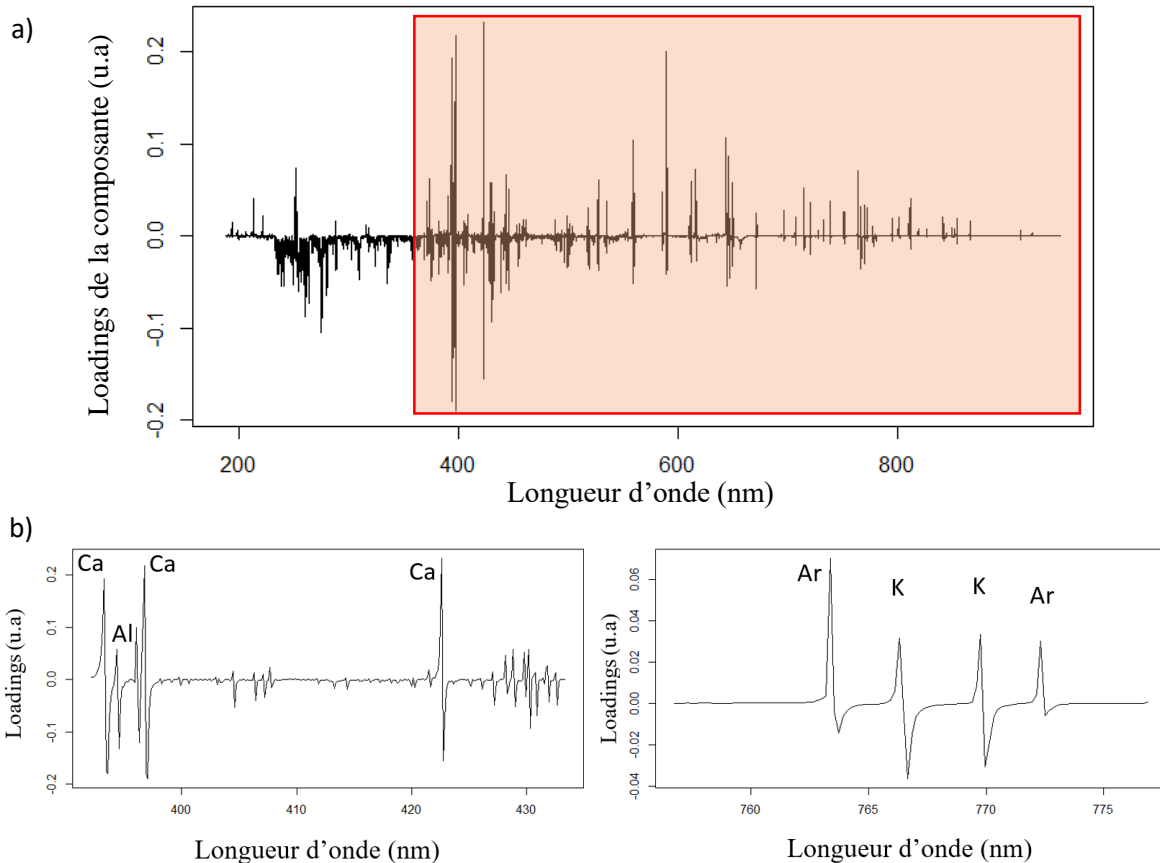 a)
Loadings de la composante (u.a)
0.2
0.1
0.0
-0.1
-0.2
200 400 600 800
Longueur d’onde (nm)
b)
Loadings (u.a)
0.2
0.1
0.0
-0.1
-0.2
Ca Ca Ca
Al
400 410 420 430
Longueur d’onde (nm)
Loadings (u.a)
0.06
0.04
0.02
0.00
-0.02
-0.04
Ar K K Ar
760 765 770 775
Longueur d’onde (nm)